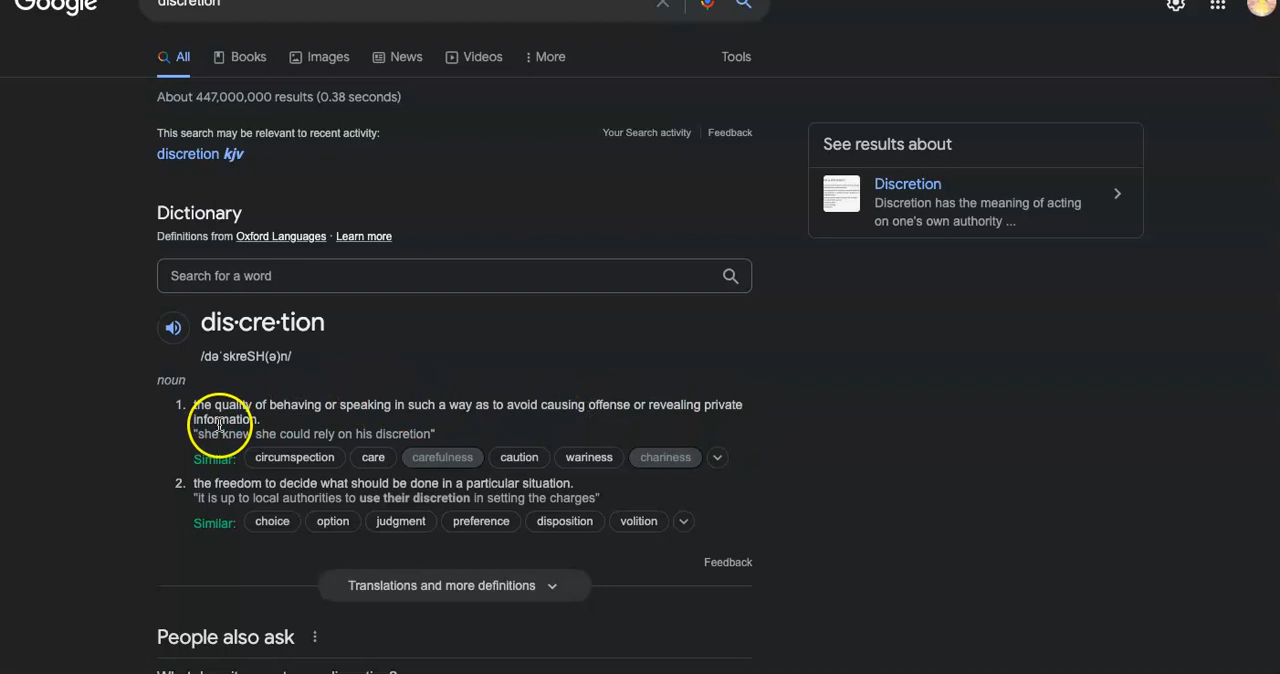 Google
discretion
All Books Images News Videos More Tools
About 447,000,000 results (0.38 seconds)
This search may be relevant to recent activity: Your Search activity Feedback
discretion kjv
See results about
Discretion
Discretion has the meaning of acting
on one's own authority ...
Dictionary
Definitions from Oxford Languages · Learn more
Search for a word
dis·cre·tion
/dəˈskreSH(ə)n/
noun
1. the quality of behaving or speaking in such a way as to avoid causing offense or revealing private
information.
"she knew she could rely on his discretion"
Similar: circumspection care carefulness caution wariness chariness
2. the freedom to decide what should be done in a particular situation.
"it is up to local authorities to use their discretion in setting the charges"
Similar: choice option judgment preference disposition volition
Feedback
Translations and more definitions
People also ask